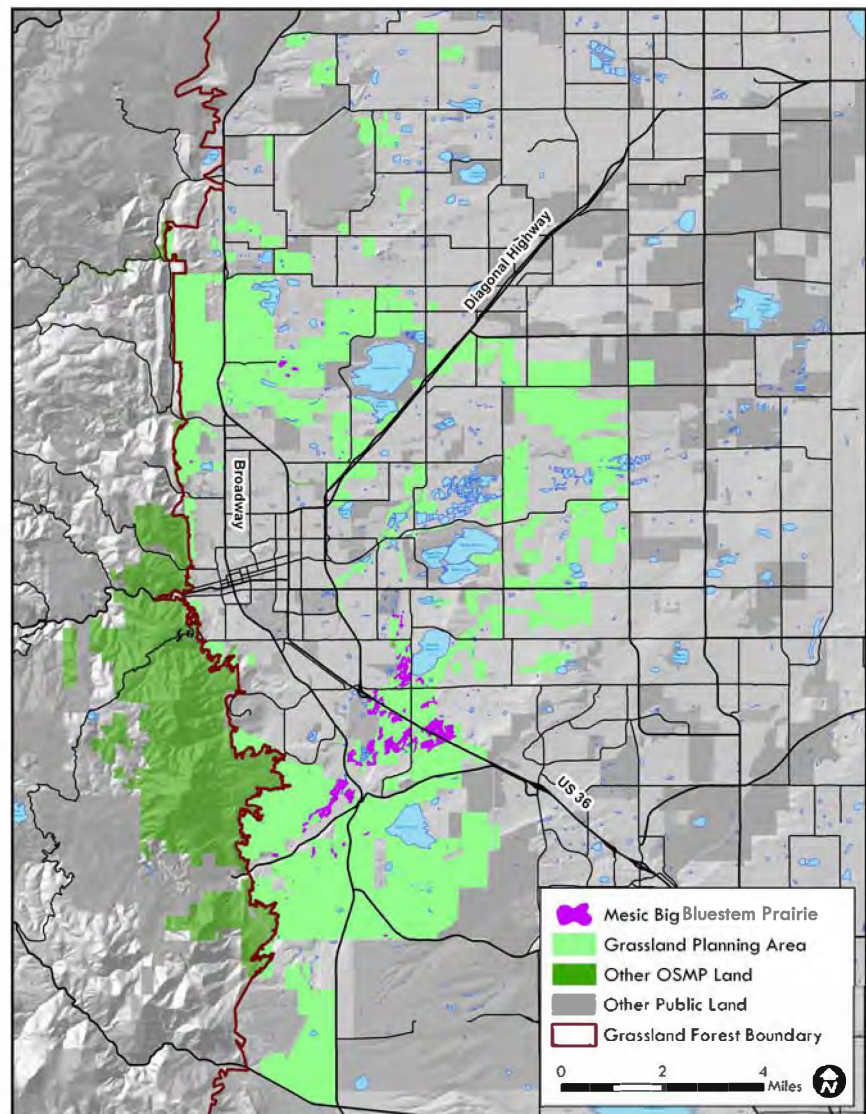 Diagonal Highway
Broadway
US 36
Mesic Big Bluestem Prairie
Grassland Planning Area
Other OSMP Land
Other Public Land
Grassland Forest Boundary
0 2 4
Miles
N